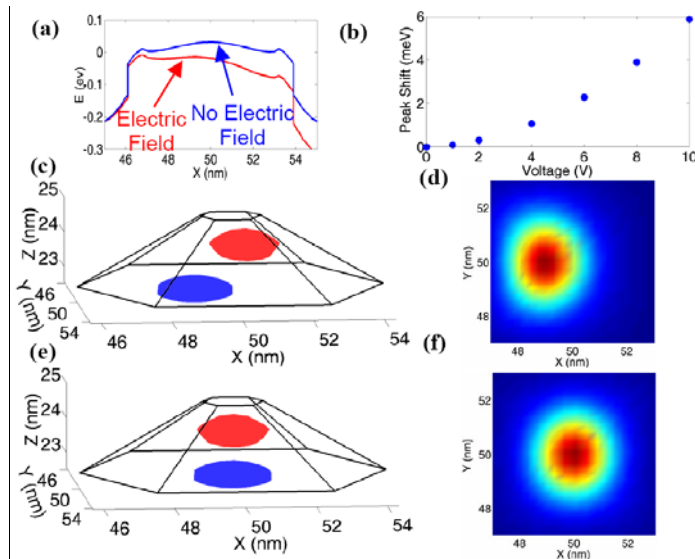 (a)
0.1
0
-0.1
-0.2
-0.3
E (ev)
Electric
Field
No Electric
Field
46
48
50
52
54
X (nm)
(b)
6
4
2
0
Peak Shift (meV)
0
2
4
6
8
10
Voltage (V)
(c)
25
24
23
Z (nm)
46
50
54
Y (nm)
46
48
50
52
54
X (nm)
(d)
52
50
48
Y (nm)
48
50
52
X (nm)
(e)
25
24
23
Z (nm)
46
50
54
Y (nm)
46
48
50
52
54
X (nm)
(f)
52
50
48
Y (nm)
48
50
52
X (nm)